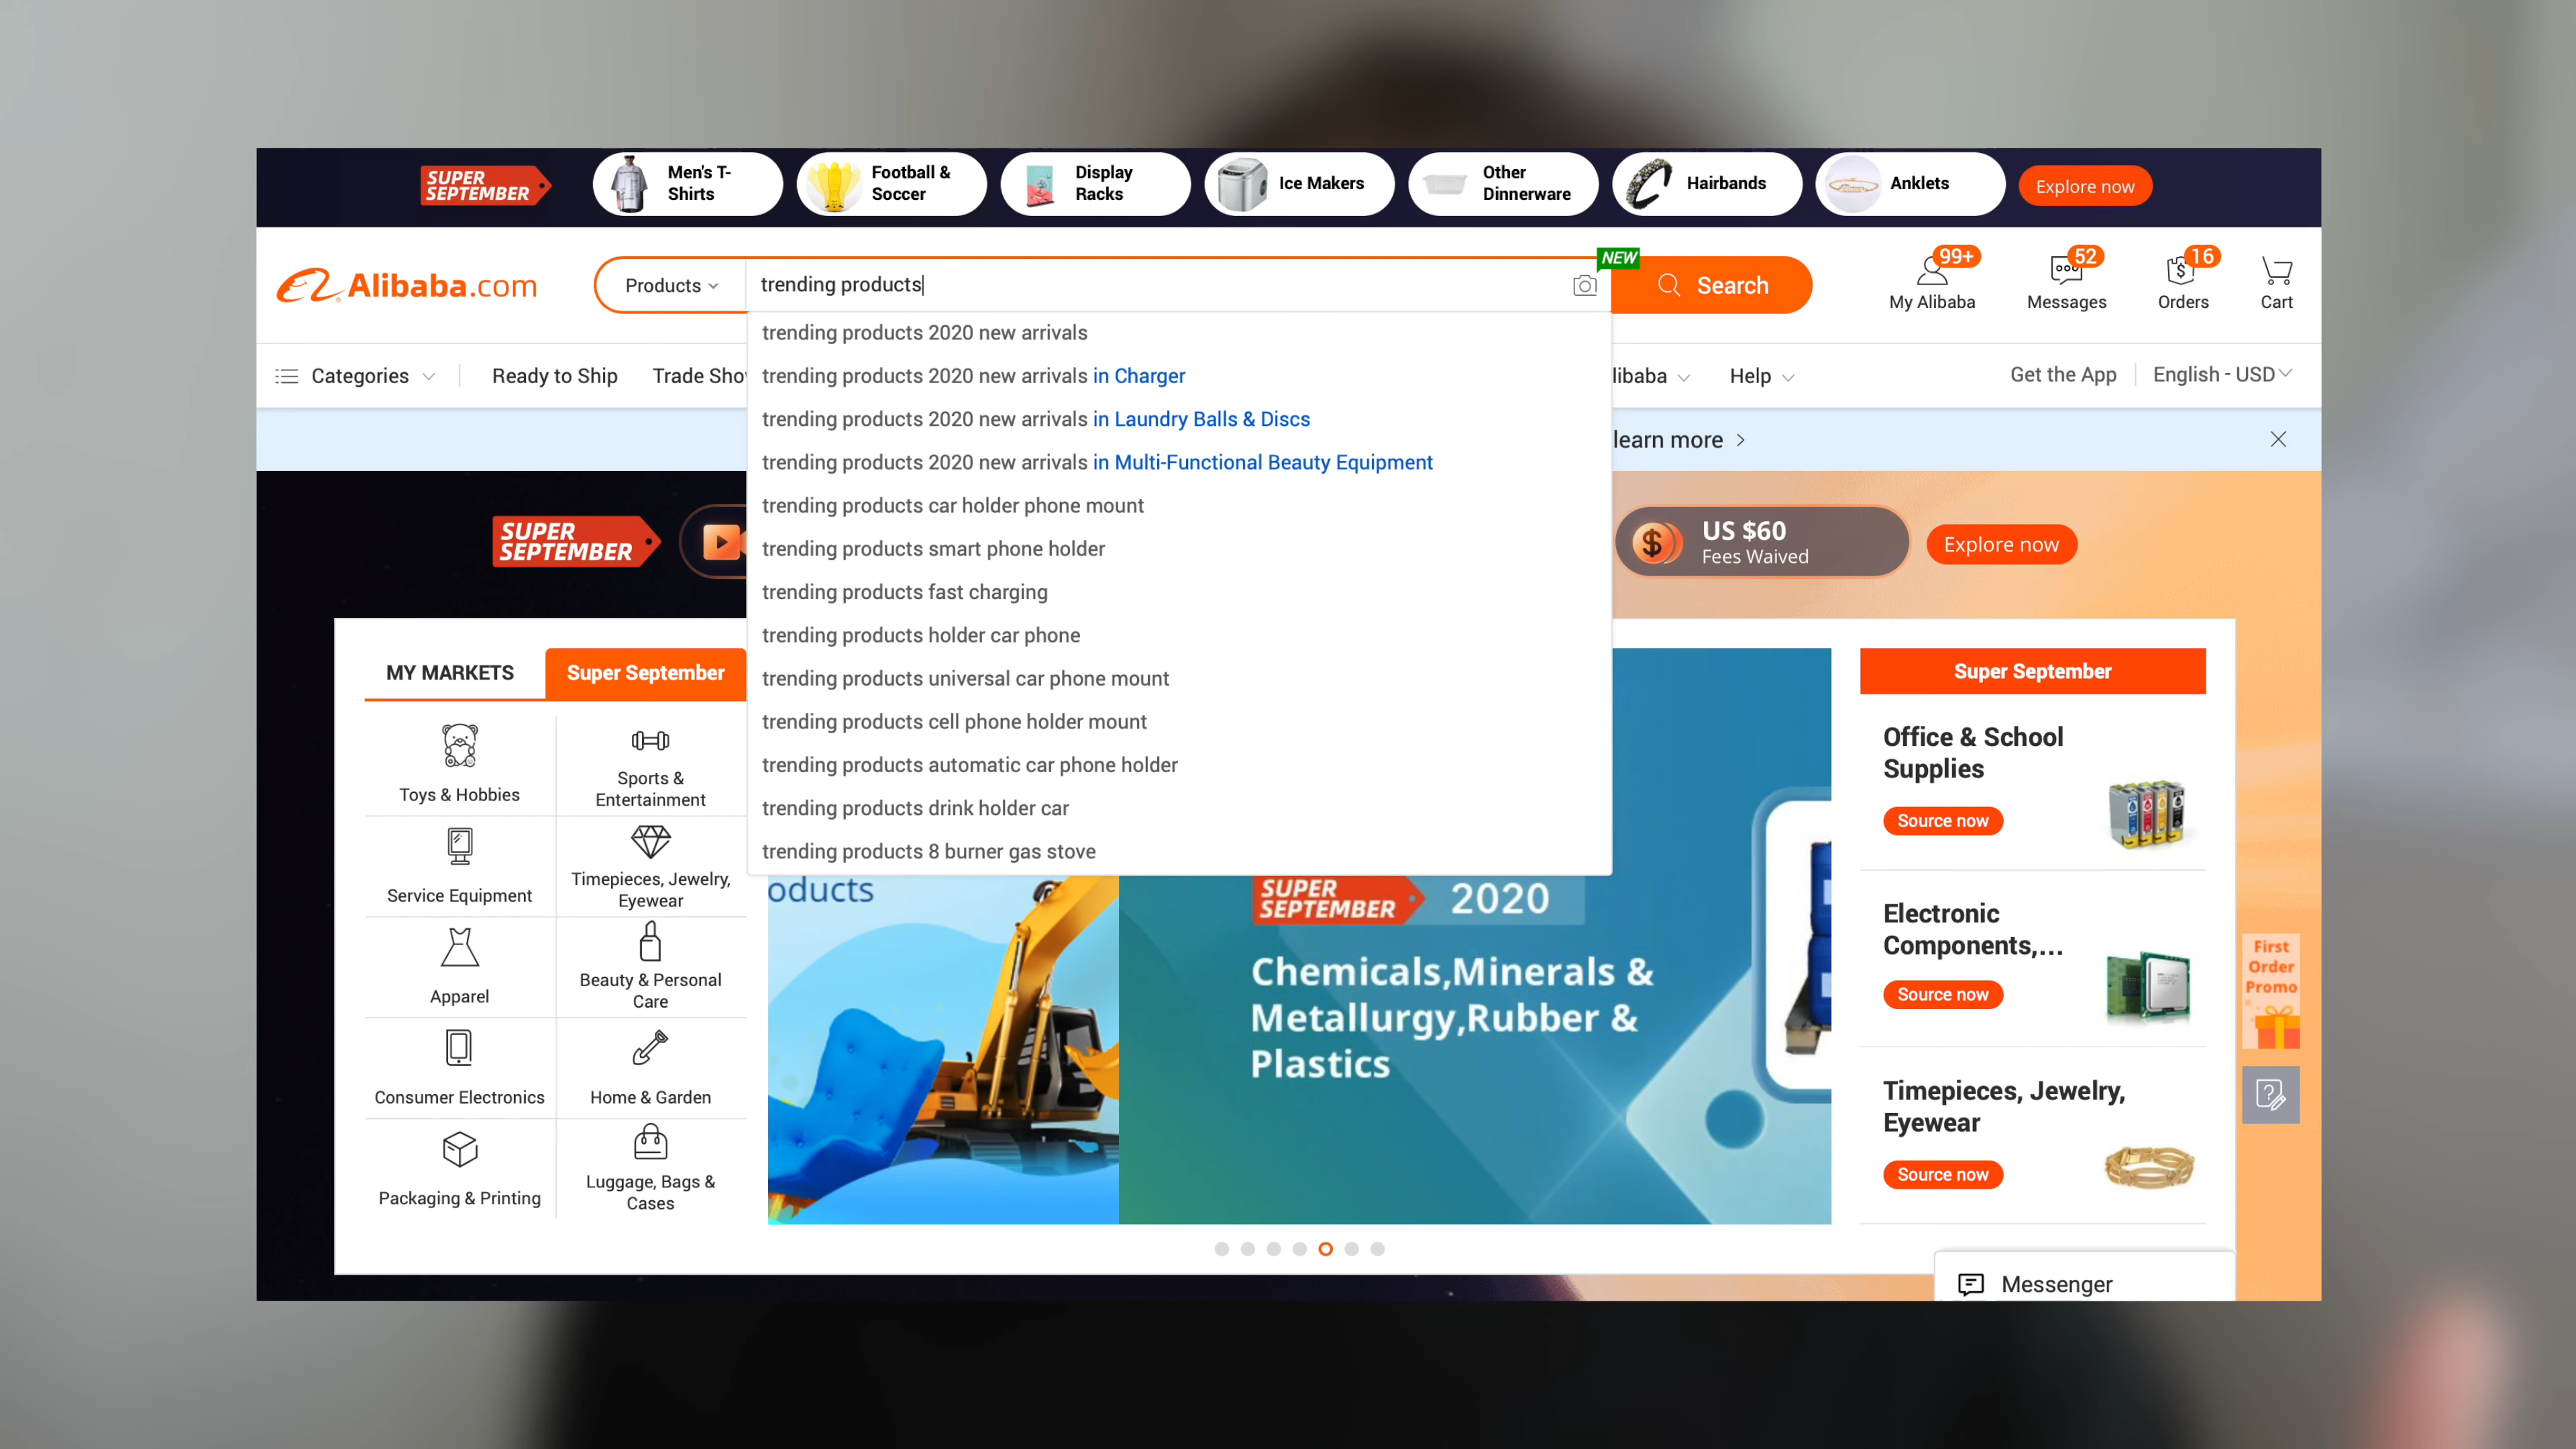 SUPER
SEPTEMBER
Men's T-
Shirts
Football &
Soccer
Display
Racks
Ice Makers
Other
Dinnerware
Hairbands
Anklets
Explore now
Alibaba.com
Products
trending products
NEW
Search
99+
My Alibaba
52
Messages
16
Orders
Cart
Categories
Ready to Ship
Trade Sho
libaba
Help
Get the App
English - USD
trending products 2020 new arrivals
trending products 2020 new arrivals in Charger
trending products 2020 new arrivals in Laundry Balls & Discs
trending products 2020 new arrivals in Multi-Functional Beauty Equipment
trending products car holder phone mount
trending products smart phone holder
trending products fast charging
trending products holder car phone
trending products universal car phone mount
trending products cell phone holder mount
trending products automatic car phone holder
trending products drink holder car
trending products 8 burner gas stove
learn more
SUPER
SEPTEMBER
US $60
Fees Waived
Explore now
MY MARKETS
Super September
Toys & Hobbies
Sports &
Entertainment
Service Equipment
Timepieces, Jewelry,
Eyewear
Apparel
Beauty & Personal
Care
Consumer Electronics
Home & Garden
Packaging & Printing
Luggage, Bags &
Cases
oducts
SUPER
SEPTEMBER
2020
Chemicals,Minerals &
Metallurgy,Rubber &
Plastics
Super September
Office & School
Supplies
Source now
Electronic
Components,...
Source now
Timepieces, Jewelry,
Eyewear
Source now
First
Order
Promo
Messenger